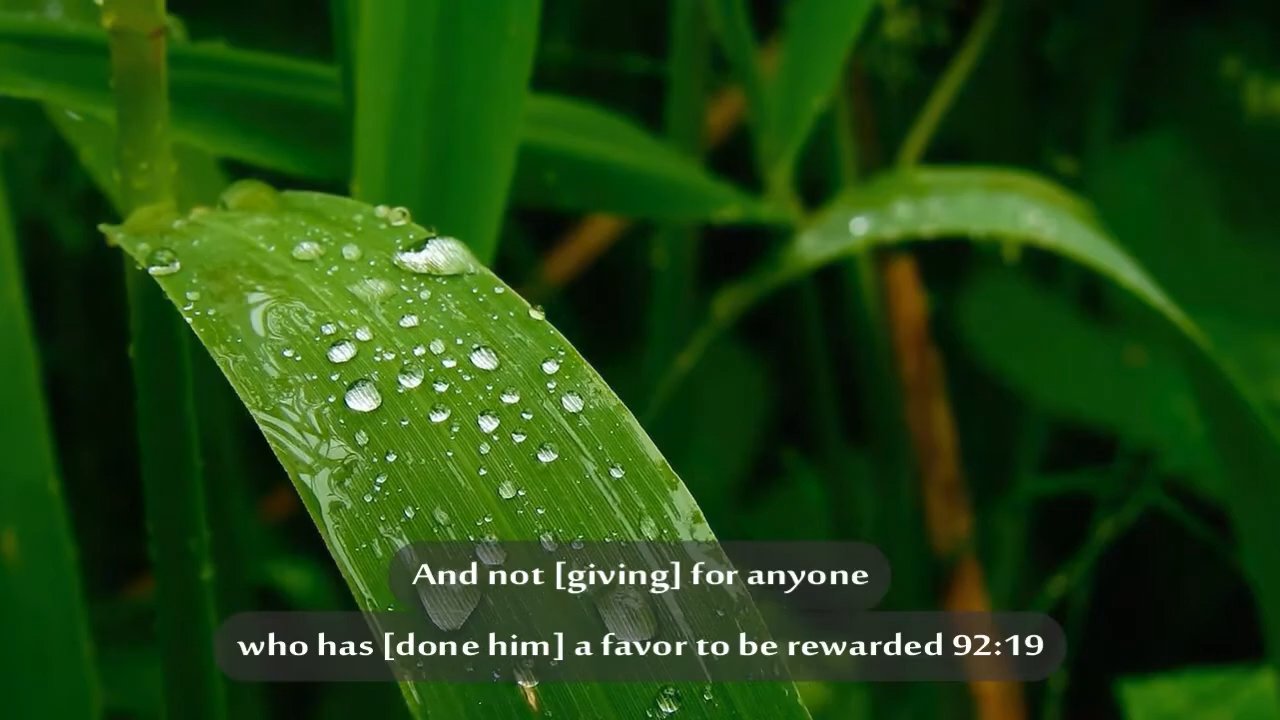 And not [giving] for anyone
who has [done him] a favor to be rewarded 92:19